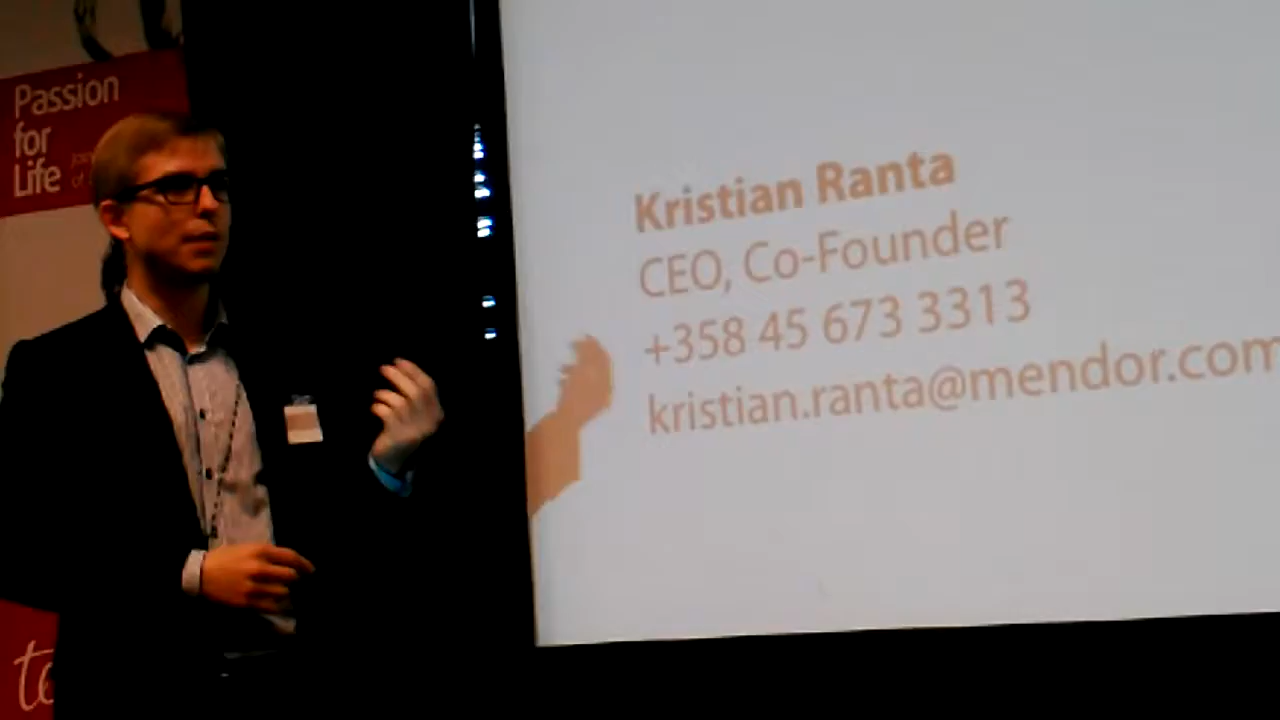 Passion
for
Life
Kristian Ranta
CEO, Co-Founder
+358 45 673 3313
kristian.ranta@mendor.com